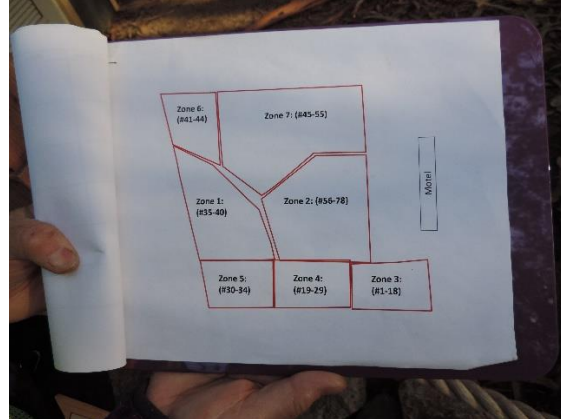 Zone 6:
(#41-44)
Zone 7: (#45-55)
Zone 1:
(#35-40)
Zone 2: (#56-78)
Motel
Zone 5:
(#30-34)
Zone 4:
(#19-29)
Zone 3:
(#1-18)